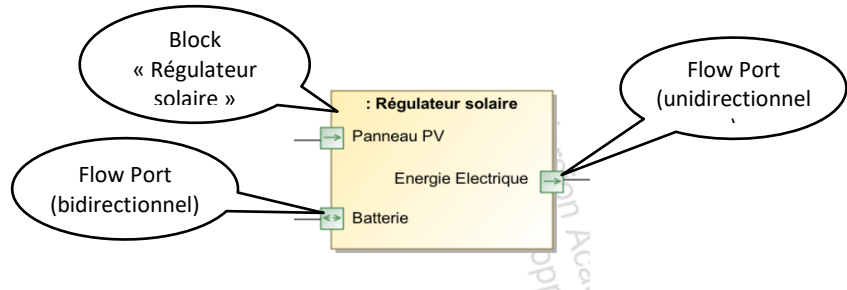 Block
« Régulateur
solaire »
Flow Port
(unidirectionnel
)
: Régulateur solaire
Panneau PV
Energie Electrique
Flow Port
(bidirectionnel)
Batterie